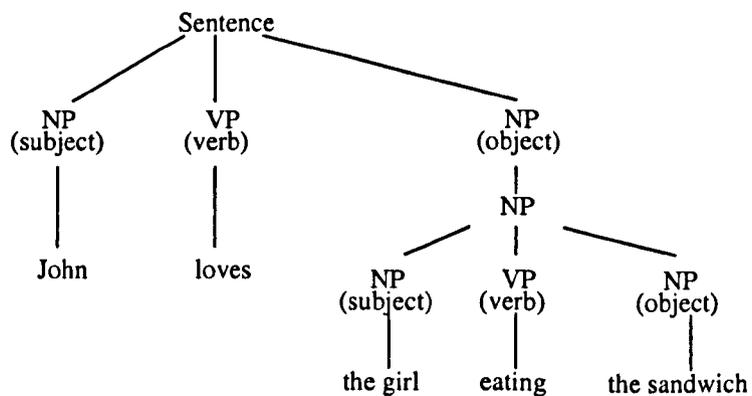 Sentence
NP VP NP
(subject) (verb) (object)
NP
John loves
NP VP NP
(subject) (verb) (object)
the girl eating the sandwich